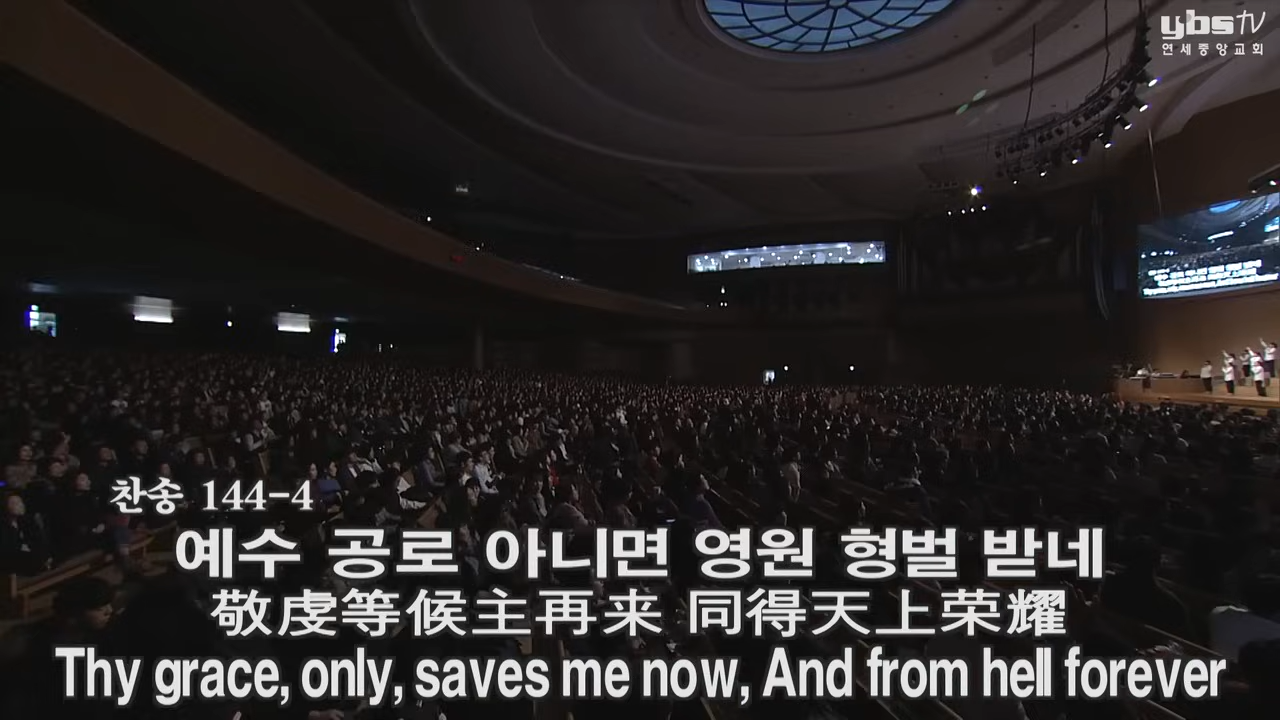 ybstv
연세중앙교회
찬송 144-4
예수 공로 아니면 영원 형벌 받네
敬虔等候主再来 同得天上荣耀
Thy grace, only, saves me now, And from hell forever